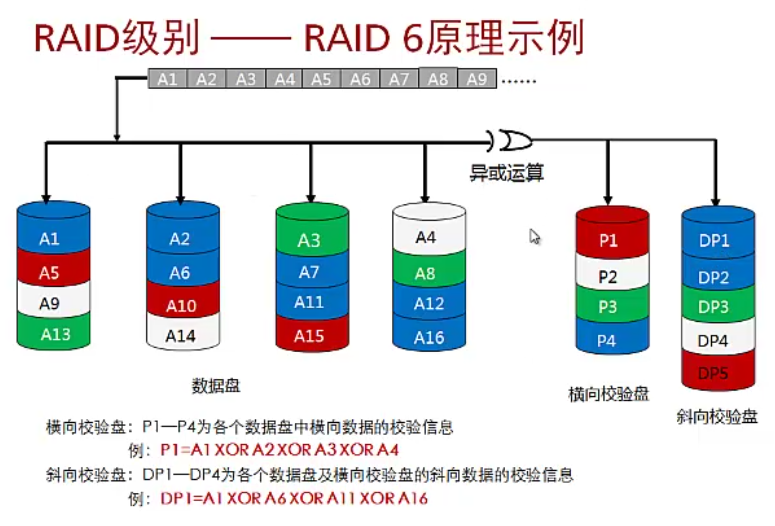 RAID级别 —— RAID 6原理示例
A1 A2 A3 A4 A5 A6 A7 A8 A9 ……
异或运算
A1 A2 A3 A4 P1 DP1
A5 A6 A7 A8 P2 DP2
A9 A10 A11 A12 P3 DP3
A13 A14 A15 A16 P4 DP4
DP5
数据盘
横向校验盘
斜向校验盘
横向校验盘：P1—P4为各个数据盘中横向数据的校验信息
例：P1=A1 XOR A2 XOR A3 XOR A4
斜向校验盘：DP1—DP4为各个数据盘及横向校验盘的斜向数据的校验信息
例：DP1=A1 XOR A6 XOR A11 XOR A16